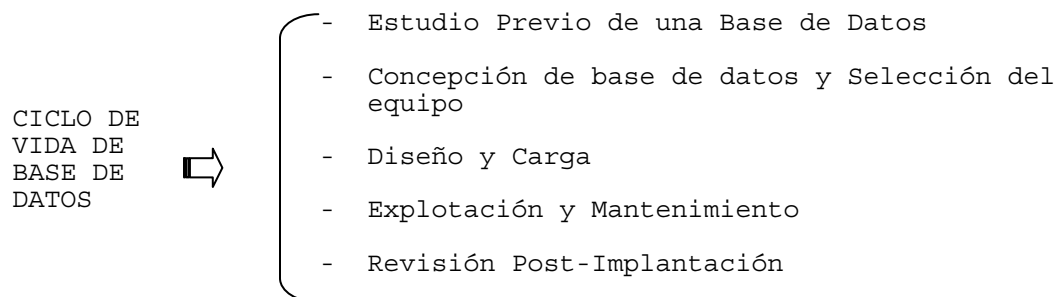 CICLO DE
VIDA DE
BASE DE
DATOS
- Estudio Previo de una Base de Datos
- Concepción de base de datos y Selección del
equipo
- Diseño y Carga
- Explotación y Mantenimiento
- Revisión Post-Implantación